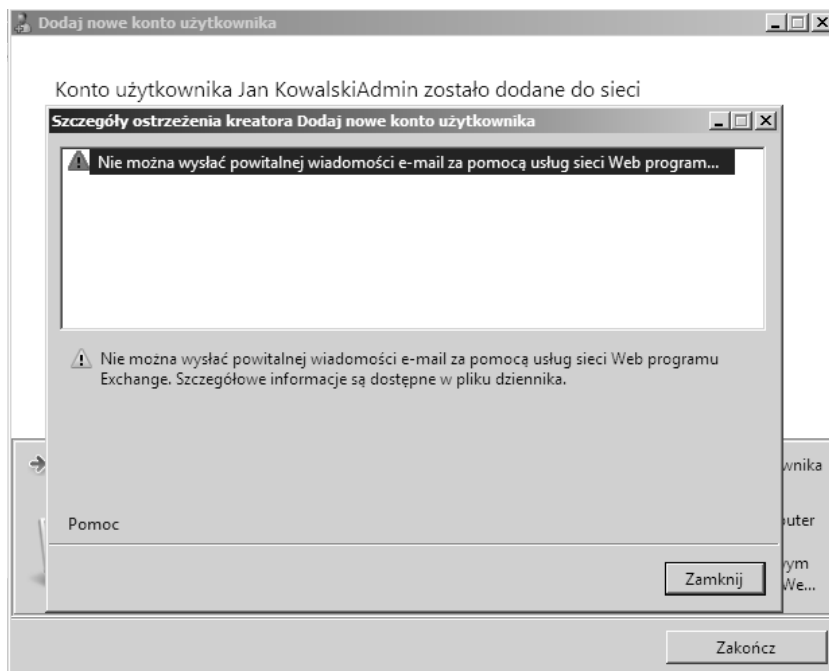 Dodaj nowe konto użytkownika
Konto użytkownika Jan KowalskiAdmin zostało dodane do sieci
Szczegóły ostrzeżenia kreatora Dodaj nowe konto użytkownika
Nie można wysłać powitalnej wiadomości e-mail za pomocą usług sieci Web program...
Nie można wysłać powitalnej wiadomości e-mail za pomocą usług sieci Web programu
Exchange. Szczegółowe informacje są dostępne w pliku dziennika.
wnika
uter
Pomoc
wym
We...
Zamknij
Zakończ